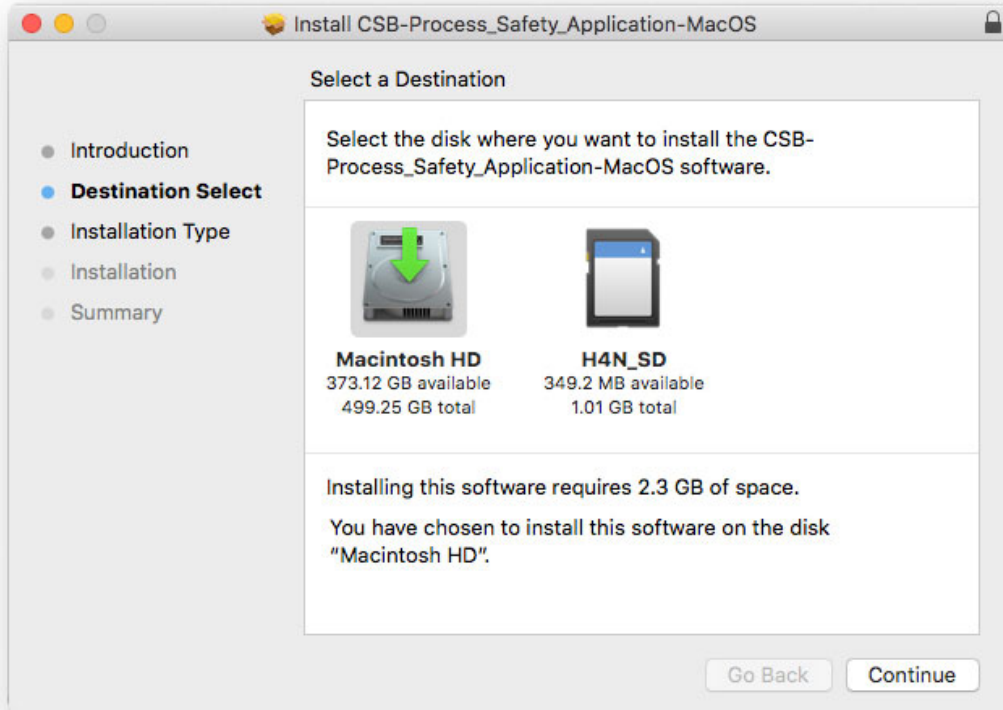 Install CSB-Process_Safety_Application-MacOS
Select a Destination
Introduction
Destination Select
Installation Type
Installation
Summary
Select the disk where you want to install the CSB-
Process_Safety_Application-MacOS software.
Macintosh HD
373.12 GB available
499.25 GB total
H4N_SD
349.2 MB available
1.01 GB total
Installing this software requires 2.3 GB of space.
You have chosen to install this software on the disk
“Macintosh HD”.
Go Back
Continue